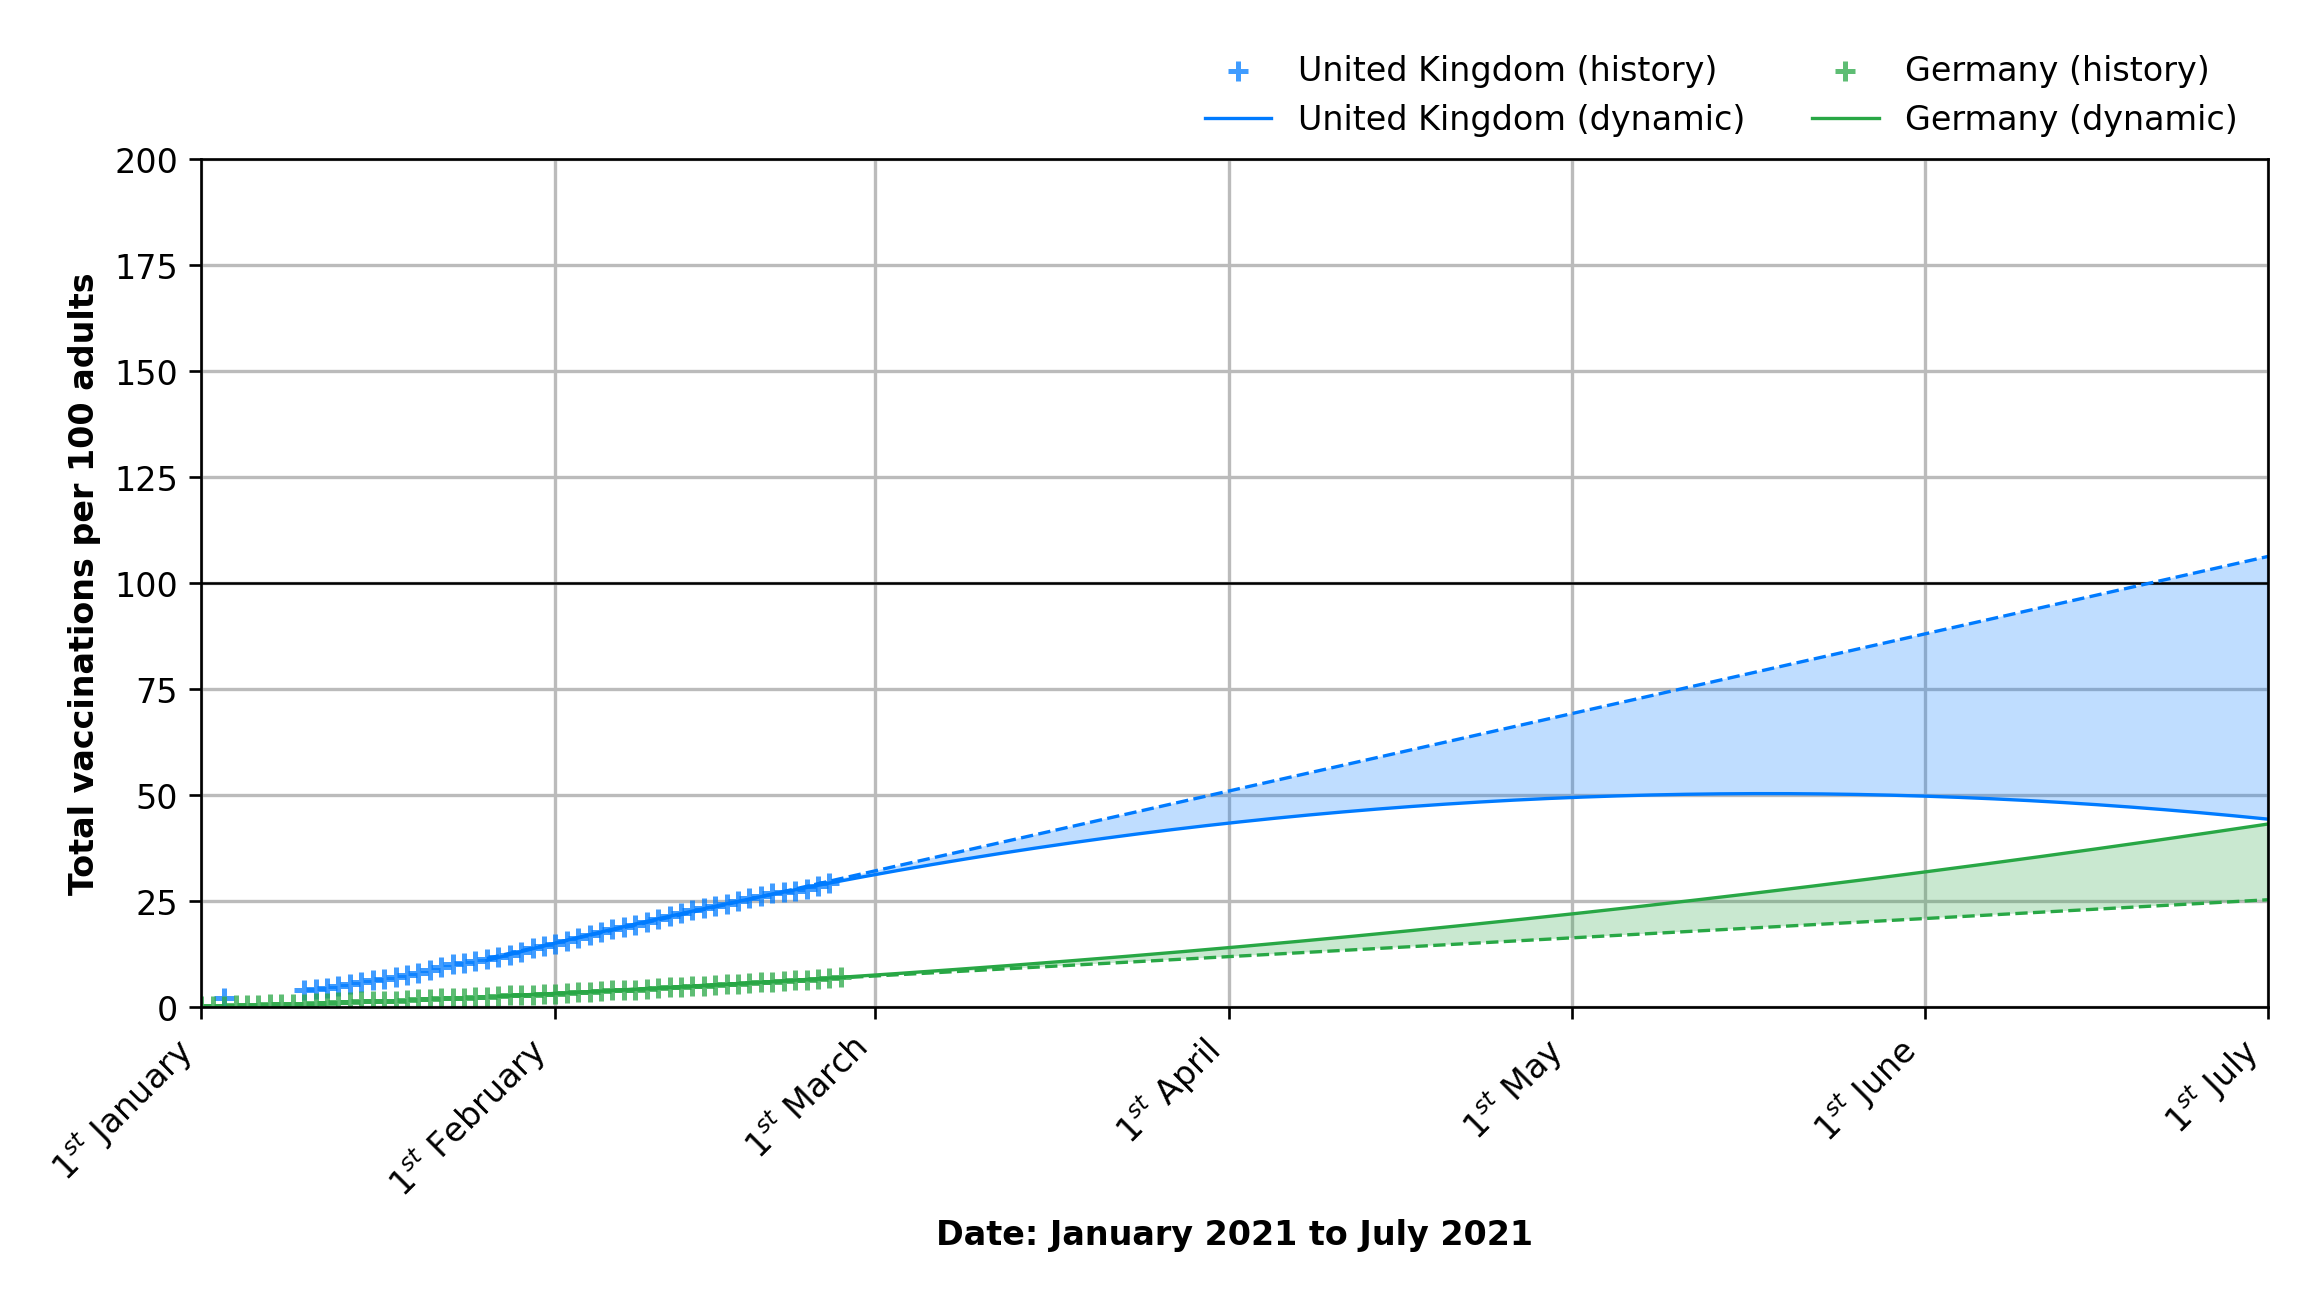 United Kingdom (history)
United Kingdom (dynamic)
Germany (history)
Germany (dynamic)
Total vaccinations per 100 adults
200
175
150
125
100
75
50
25
0
1st January
1st February
1st March
1st April
1st May
1st June
1st July
Date: January 2021 to July 2021